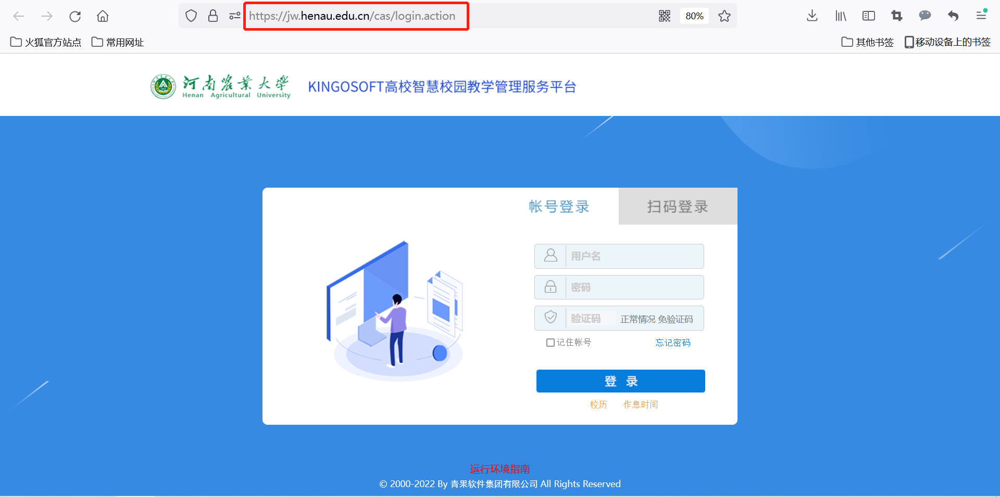 https://jw.henau.edu.cn/cas/login.action
80%
火狐官方站点
常用网址
其他书签
移动设备上的书签
河南农業大学
Henan Agricultural University
KINGOSOFT高校智慧校园教学管理服务平台
帐号登录
扫码登录
用户名
密码
验证码 正常情况 免验证码
记住帐号
忘记密码
登 录
校历
作息时间
运行环境指南
© 2000-2022 By 青果软件集团有限公司 All Rights Reserved